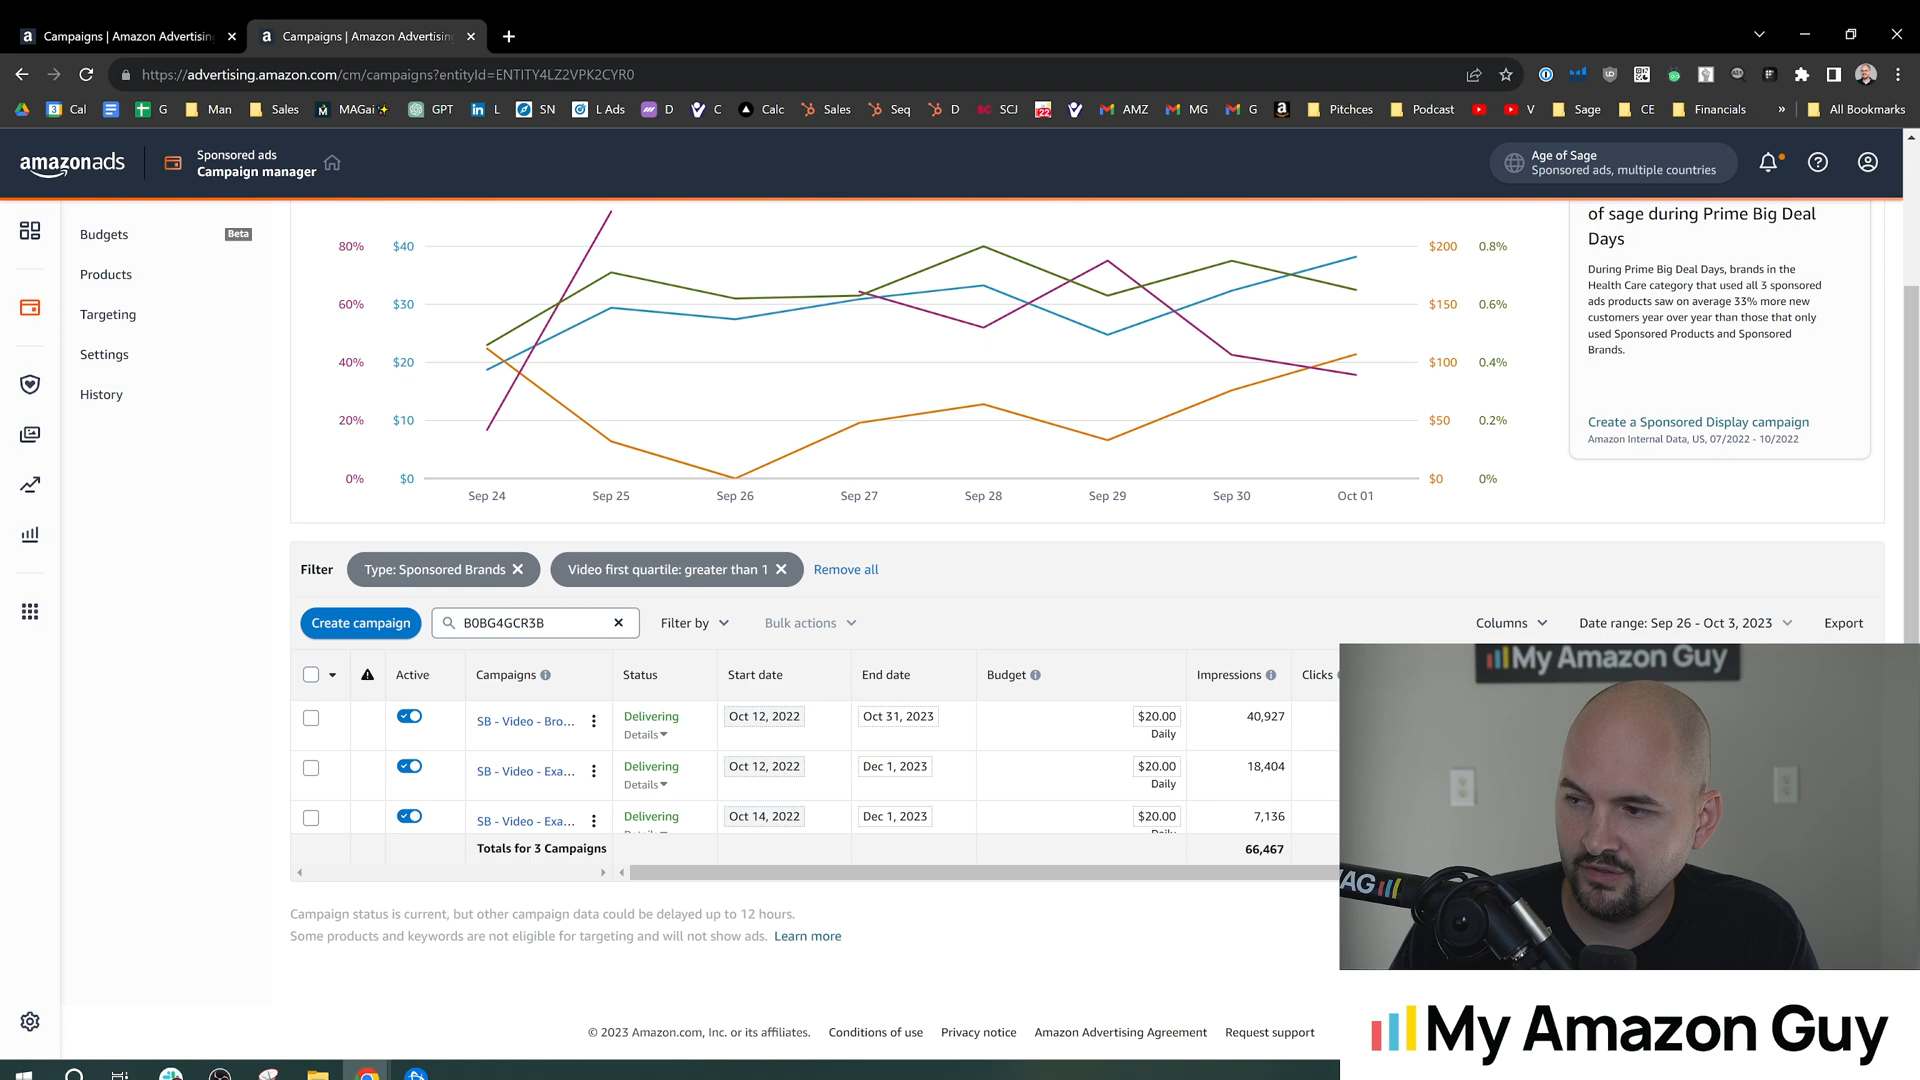 Campaigns | Amazon Advertisin
Campaigns | Amazon Advertising
https://advertising.amazon.com/cm/campaigns?entityId=ENTITY4LZ2VPK2CYR0
Cal
G
Man
Sales
MAGai
GPT
L
SN
L Ads
D
C
Calc
Sales
Seq
D
SCJ
22
AMZ
MG
G
Pitchces
Podcast
V
Sage
CE
Financials
»
All Bookmarks
amazonads
Sponsored ads
Campaign manager
Age of Sage
Sponsored ads, multiple countries
Budgets
Beta
Products
Targeting
Settings
History
80% $40 $200 0.8%
60% $30 $150 0.6%
40% $20 $100 0.4%
20% $10 $50 0.2%
0% $0 $0 0%
Sep 24 Sep 25 Sep 26 Sep 27 Sep 28 Sep 29 Sep 30 Oct 01
of sage during Prime Big Deal
Days
During Prime Big Deal Days, brands in the
Health Care category that used all 3 sponsored
ads products saw on average 33% more new
customers year over year than those that only
used Sponsored Products and Sponsored
Brands.
Create a Sponsored Display campaign
Amazon Internal Data, US, 07/2022 - 10/2022
Filter Type: Sponsored Brands Video first quartile: greater than 1 Remove all
Create campaign B0BG4GCR3B Filter by Bulk actions Columns Date range: Sep 26 - Oct 3, 2023 Export
Active Campaigns Status Start date End date Budget Impressions Clicks
SB - Video - Bro... Delivering Oct 12, 2022 Oct 31, 2023 $20.00 40,927
Details Daily
SB - Video - Exa... Delivering Oct 12, 2022 Dec 1, 2023 $20.00 18,404
Details Daily
SB - Video - Exa... Delivering Oct 14, 2022 Dec 1, 2023 $20.00 7,136
Totals for 3 Campaigns 66,467
Campaign status is current, but other campaign data could be delayed up to 12 hours.
Some products and keywords are not eligible for targeting and will not show ads. Learn more
© 2023 Amazon.com, Inc. or its affiliates. Conditions of use Privacy notice Amazon Advertising Agreement Request support
My Amazon Guy
AG
My Amazon Guy